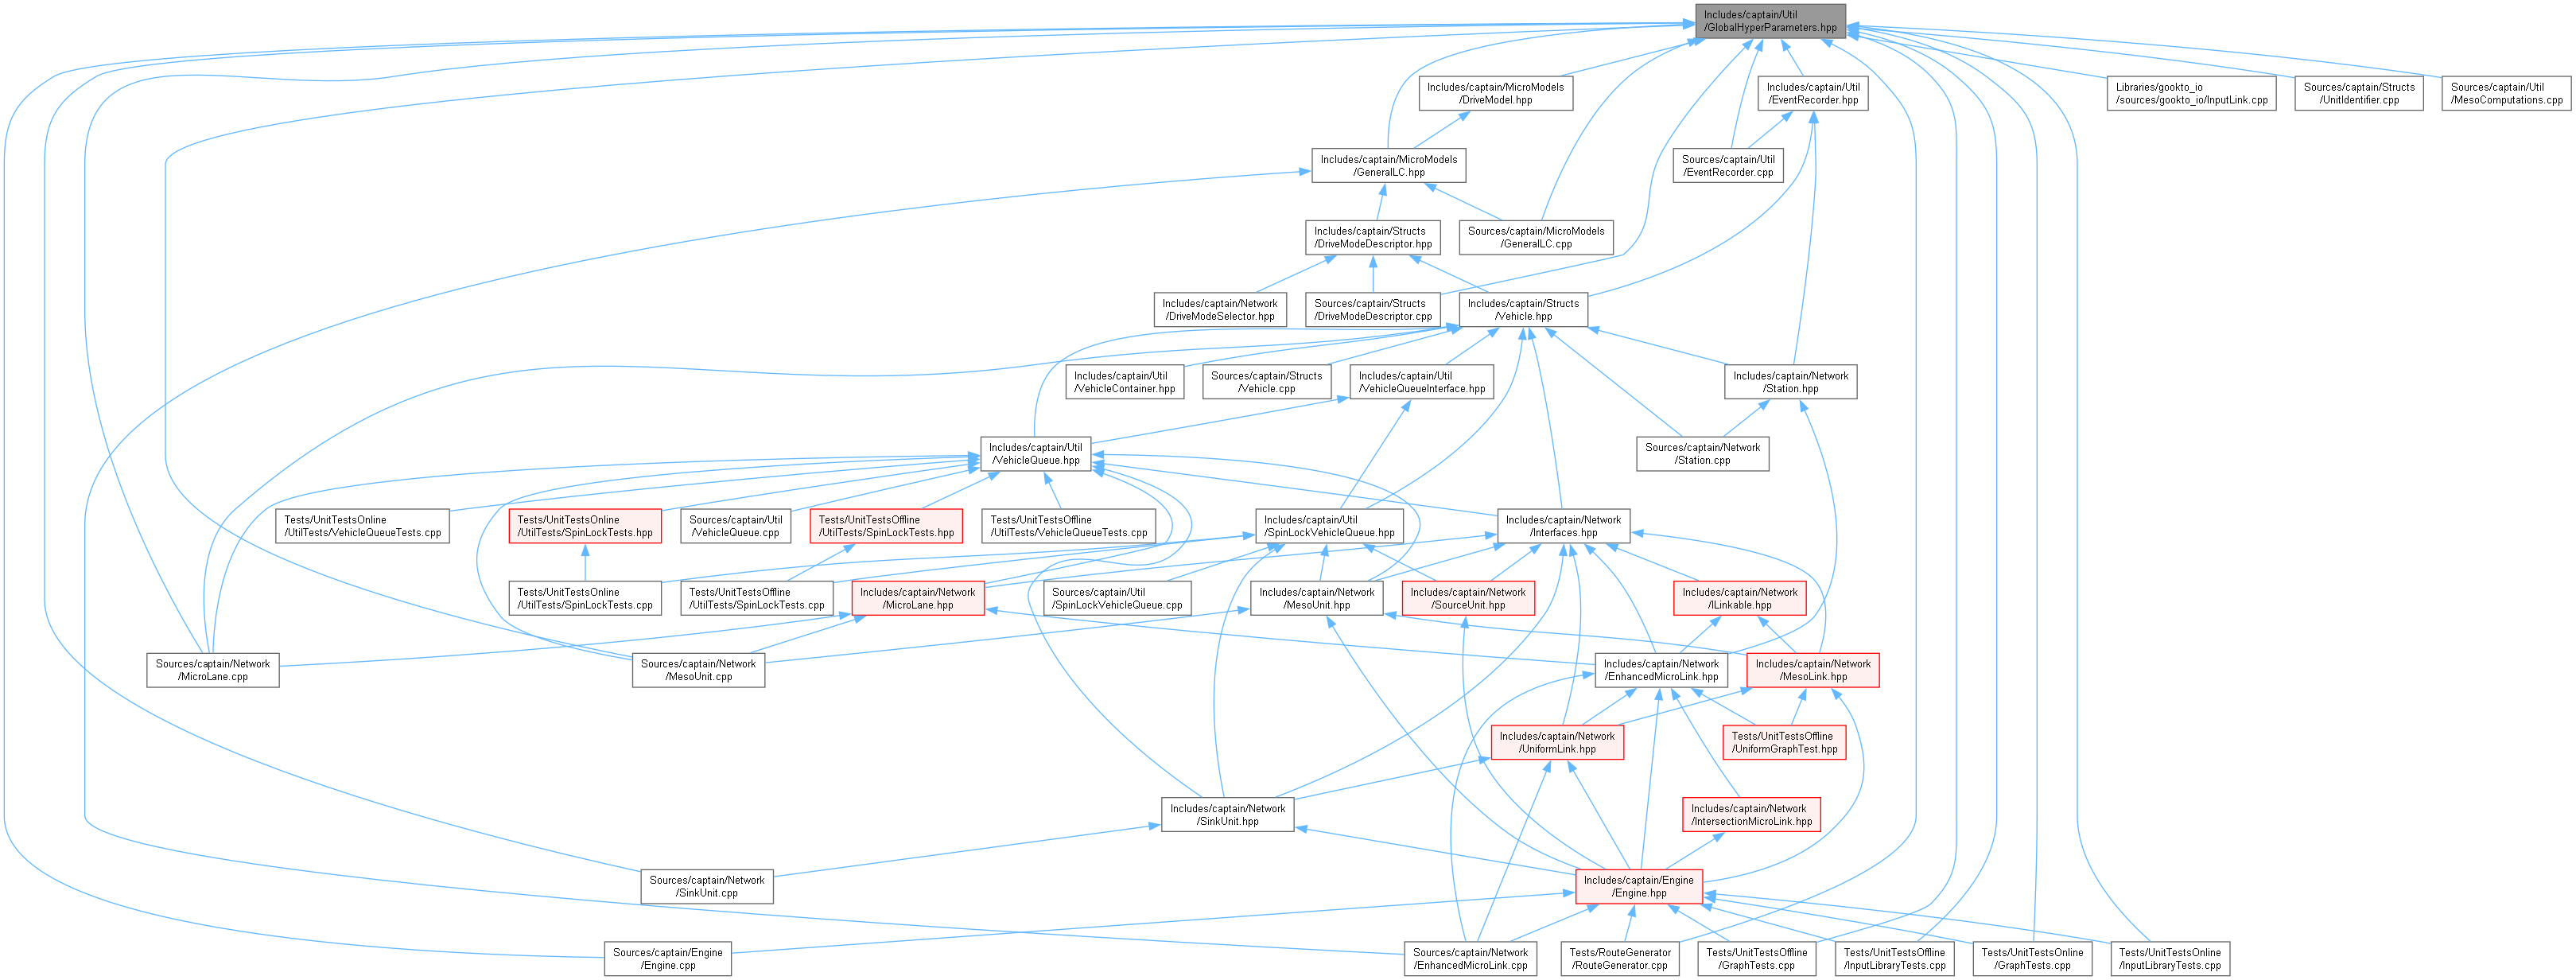 Includes/captain/Util
/GlobalHyperParameters.hpp
Includes/captain/MicroModels
/DriveModel.hpp
Includes/captain/Util
/EventRecorder.hpp
Libraries/gookto_io
/sources/gookto_io/InputLink.cpp
Sources/captain/Structs
/UnitIdentifier.cpp
Sources/captain/Util
/MesoComputations.cpp
Includes/captain/MicroModels
/GeneralLC.hpp
Sources/captain/Util
/EventRecorder.cpp
Includes/captain/Structs
/DriveModeDescriptor.hpp
Sources/captain/MicroModels
/GeneralLC.cpp
Includes/captain/Network
/DriveModeSelector.hpp
Sources/captain/Structs
/DriveModeDescriptor.cpp
Includes/captain/Structs
/Vehicle.hpp
Includes/captain/Util
/VehicleContainer.hpp
Sources/captain/Structs
/Vehicle.cpp
Includes/captain/Util
/VehicleQueueInterface.hpp
Includes/captain/Network
/Station.hpp
Includes/captain/Util
/VehicleQueue.hpp
Sources/captain/Network
/Station.cpp
Tests/UnitTestsOnline
/UtilTests/VehicleQueueTests.cpp
Tests/UnitTestsOnline
/UtilTests/SpinLockTests.hpp
Sources/captain/Util
/VehicleQueue.cpp
Tests/UnitTestsOffline
/UtilTests/SpinLockTests.hpp
Tests/UnitTestsOffline
/UtilTests/VehicleQueueTests.cpp
Includes/captain/Util
/SpinLockVehicleQueue.hpp
Includes/captain/Network
/Interfaces.hpp
Tests/UnitTestsOnline
/UtilTests/SpinLockTests.cpp
Tests/UnitTestsOffline
/UtilTests/SpinLockTests.cpp
Includes/captain/Network
/MicroLane.hpp
Sources/captain/Util
/SpinLockVehicleQueue.cpp
Includes/captain/Network
/MesoUnit.hpp
Includes/captain/Network
/SourceUnit.hpp
Includes/captain/Network
/ILinkable.hpp
Sources/captain/Network
/MicroLane.cpp
Sources/captain/Network
/MesoUnit.cpp
Includes/captain/Network
/EnhancedMicroLink.hpp
Includes/captain/Network
/MesoLink.hpp
Includes/captain/Network
/UniformLink.hpp
Tests/UnitTestsOffline
/UniformGraphTest.hpp
Includes/captain/Network
/SinkUnit.hpp
Includes/captain/Network
/IntersectionMicroLink.hpp
Sources/captain/Network
/SinkUnit.cpp
Includes/captain/Engine
/Engine.hpp
Sources/captain/Engine
/Engine.cpp
Sources/captain/Network
/EnhancedMicroLink.cpp
Tests/RouteGenerator
/RouteGenerator.cpp
Tests/UnitTestsOffline
/GraphTests.cpp
Tests/UnitTestsOffline
/InputLibraryTests.cpp
Tests/UnitTestsOnline
/GraphTests.cpp
Tests/UnitTestsOnline
/InputLibraryTests.cpp